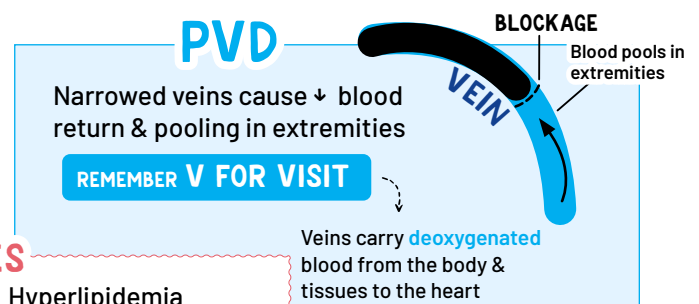 PVD
BLOCKAGE
Blood pools in
extremities
VEIN
Narrowed veins cause ↓ blood
return & pooling in extremities
REMEMBER V FOR VISIT
Veins carry deoxygenated
blood from the body &
tissues to the heart
ES
Hyperlipidemia